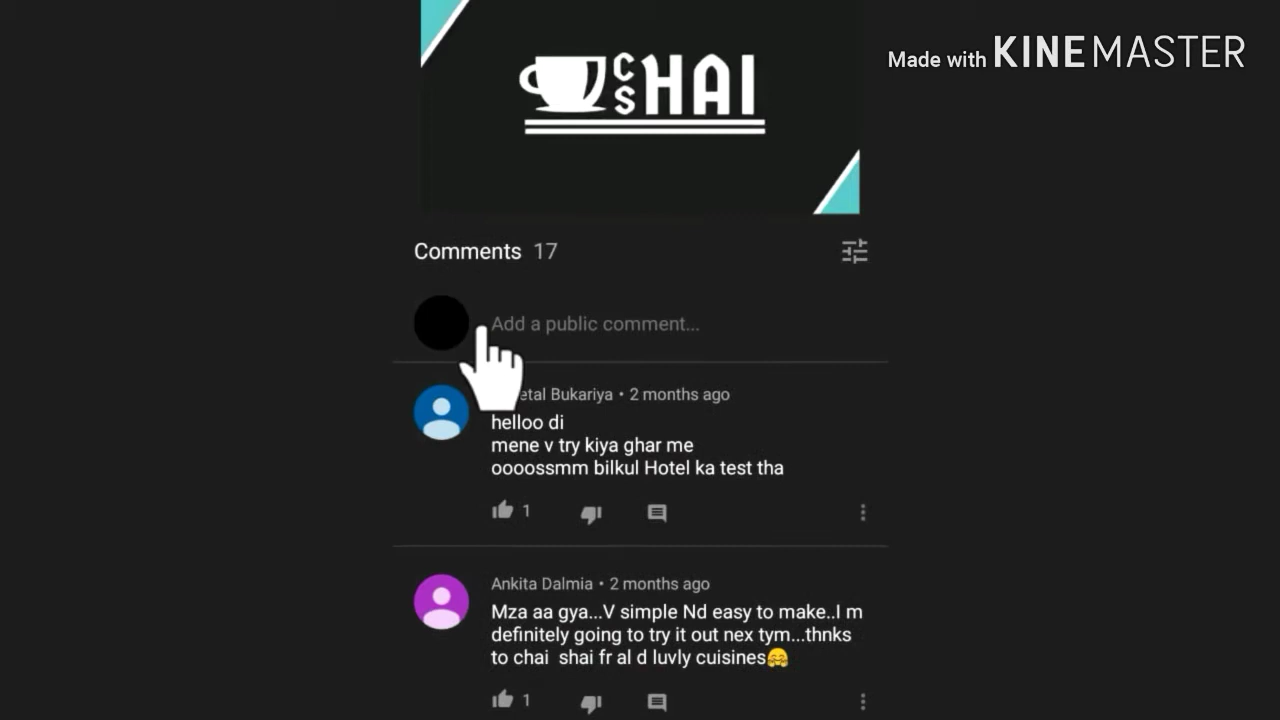 Made with KINEMASTER
CSHAI
Comments 17
Add a public comment...
Bukariya • 2 months ago
helloo di
mene v try kiya ghar me
oooossmm bilkul Hotel ka test tha
1
Ankita Dalmia • 2 months ago
Mza aa gya...V simple Nd easy to make..I m
definitely going to try it out nex tym...thnks
to chai shai fr al d luvly cuisines🤗
1